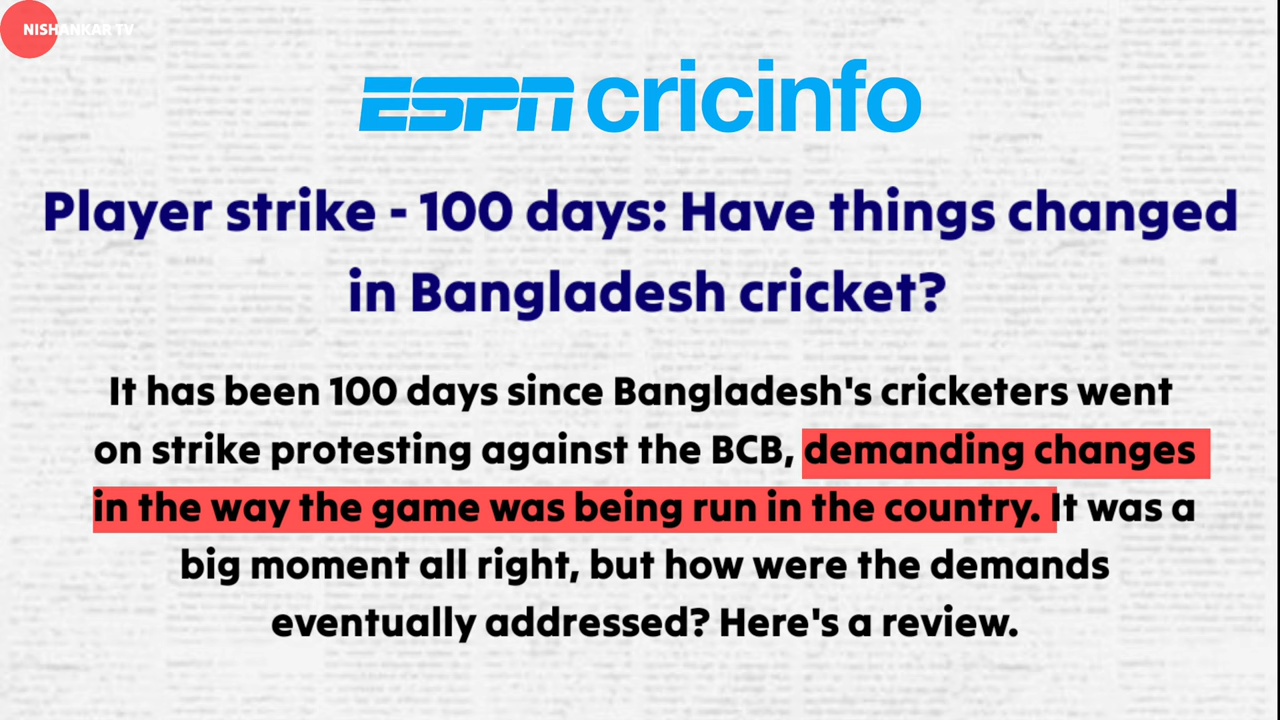 NISHANKAR TV
ESPN cricinfo
Player strike - 100 days: Have things changed
in Bangladesh cricket?
It has been 100 days since Bangladesh's cricketers went
on strike protesting against the BCB, demanding changes
in the way the game was being run in the country. It was a
big moment all right, but how were the demands
eventually addressed? Here's a review.